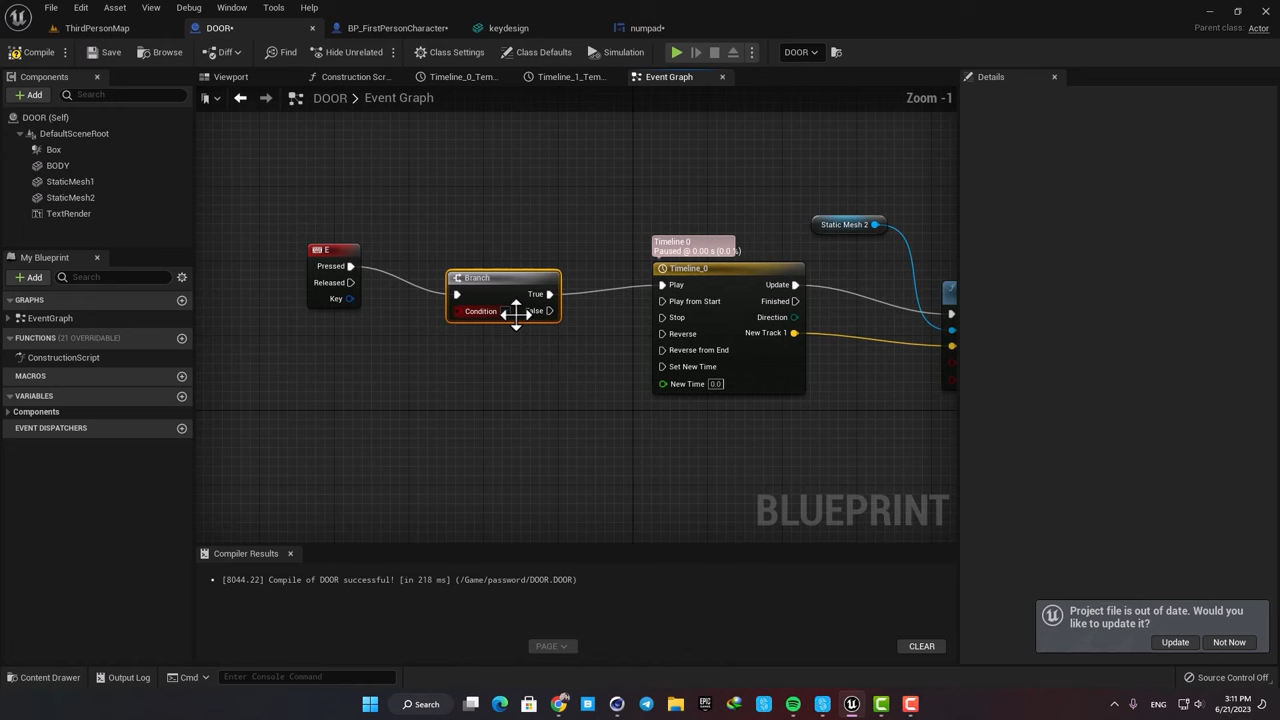 File Edit Asset View Debug Window Tools Help
ThirdPersonMap DOOR* BP_FirstPersonCharacter* keydesign numpad*
Parent class: Actor
Compile Save Browse Diff Find Hide Unrelated Class Settings Class Defaults Simulation DOOR
Components
Viewport Construction Scr... Timeline_0_Tem... Timeline_1_Tem... Event Graph Details
Add Search
DOOR > Event Graph Zoom -1
DOOR (Self)
DefaultSceneRoot
Box
BODY
StaticMesh1
StaticMesh2
TextRender
My Blueprint
Add Search
GRAPHS
EventGraph
FUNCTIONS (21 OVERRIDABLE)
ConstructionScript
MACROS
VARIABLES
Components
EVENT DISPATCHERS
E
Pressed
Released
Key
Branch
True
Condition
Timeline 0
Paused @ 0.00 s (0.0 %)
Timeline_0
Play Update
Play from Start Finished
Stop Direction
Reverse New Track 1
Reverse from End
Set New Time
New Time 0.0
Static Mesh 2
BLUEPRINT
Compiler Results
[8044.22] Compile of DOOR successful! [in 218 ms] (/Game/password/DOOR.DOOR)
PAGE CLEAR
Project file is out of date. Would you
like to update it?
Update Not Now
Content Drawer Output Log Cmd Enter Console Command Source Control Off
Search
ENG
3:11 PM
6/21/2023